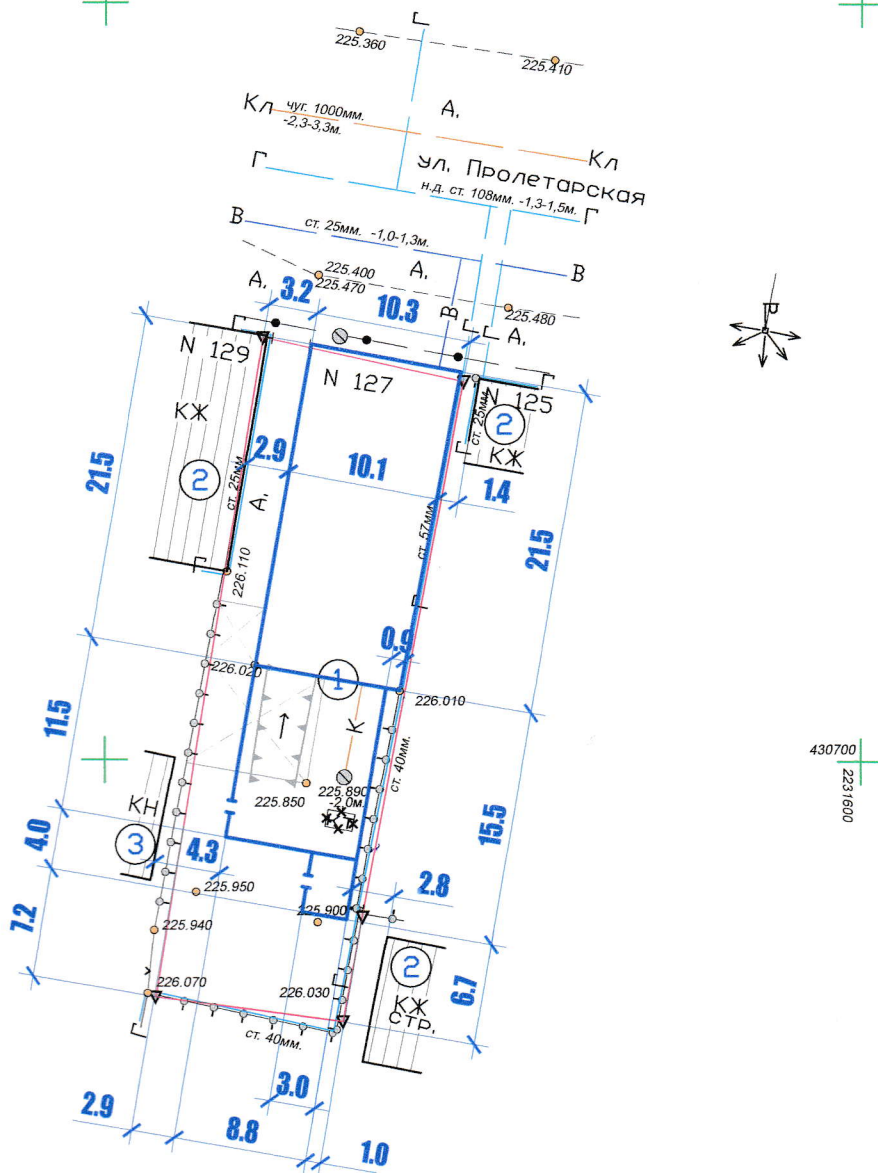 Г
225.360
225.410
А.
Кл
чуг. 1000мм.
-2,3-3,3м.
Кл
ул. Пролетарская
Г
н.д. ст. 108мм. -1,3-1,5м.
Г
В
ст. 25мм. -1,0-1,3м.
А.
В
А.
225.400
225.470
3.2
10.3
В
225.480
Г
Г
А.
Г
N 129
N 127
Г
N 125
КЖ
2
ст. 25мм
2
КЖ
Г
2.9
10.1
1.4
21.5
ст. 25мм
А.
ст. 57мм
21.5
Г
226.110
Г
0.9
226.020
1
226.010
11.5
К
ст. 40мм.
430700
2231600
225.850
225.890
-2.0м.
КН
3
15.5
4.0
4.3
2.8
225.950
225.900
7.2
225.940
2
КЖ
СТР.
6.7
226.070
226.030
Г
Г
ст. 40мм.
3.0
2.9
8.8
1.0